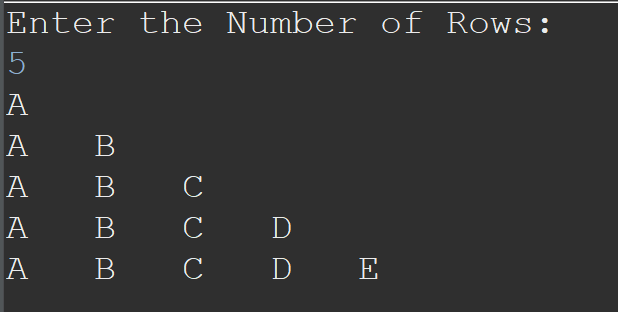 Enter the Number of Rows:
5
A
A   B
A   B   C
A   B   C   D
A   B   C   D   E